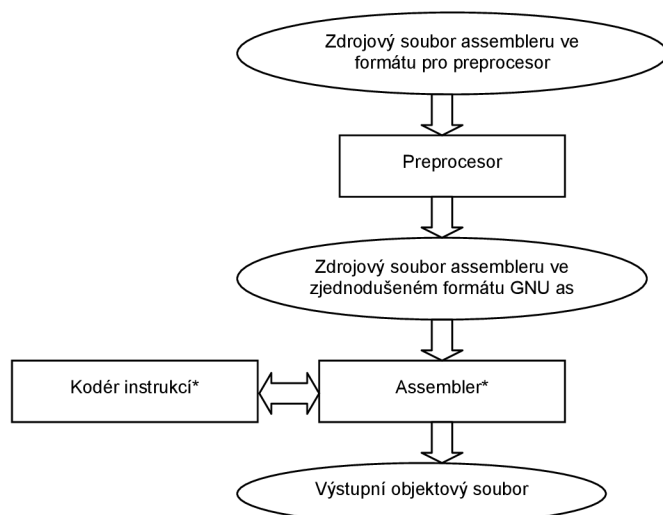 Zdrojový soubor assembleru ve
formátu pro preprocesor
Preprocesor
Zdrojový soubor assembleru ve
zjednodušeném formátu GNU as
Kodér instrukcí*
Assembler*
Výstupní objektový soubor